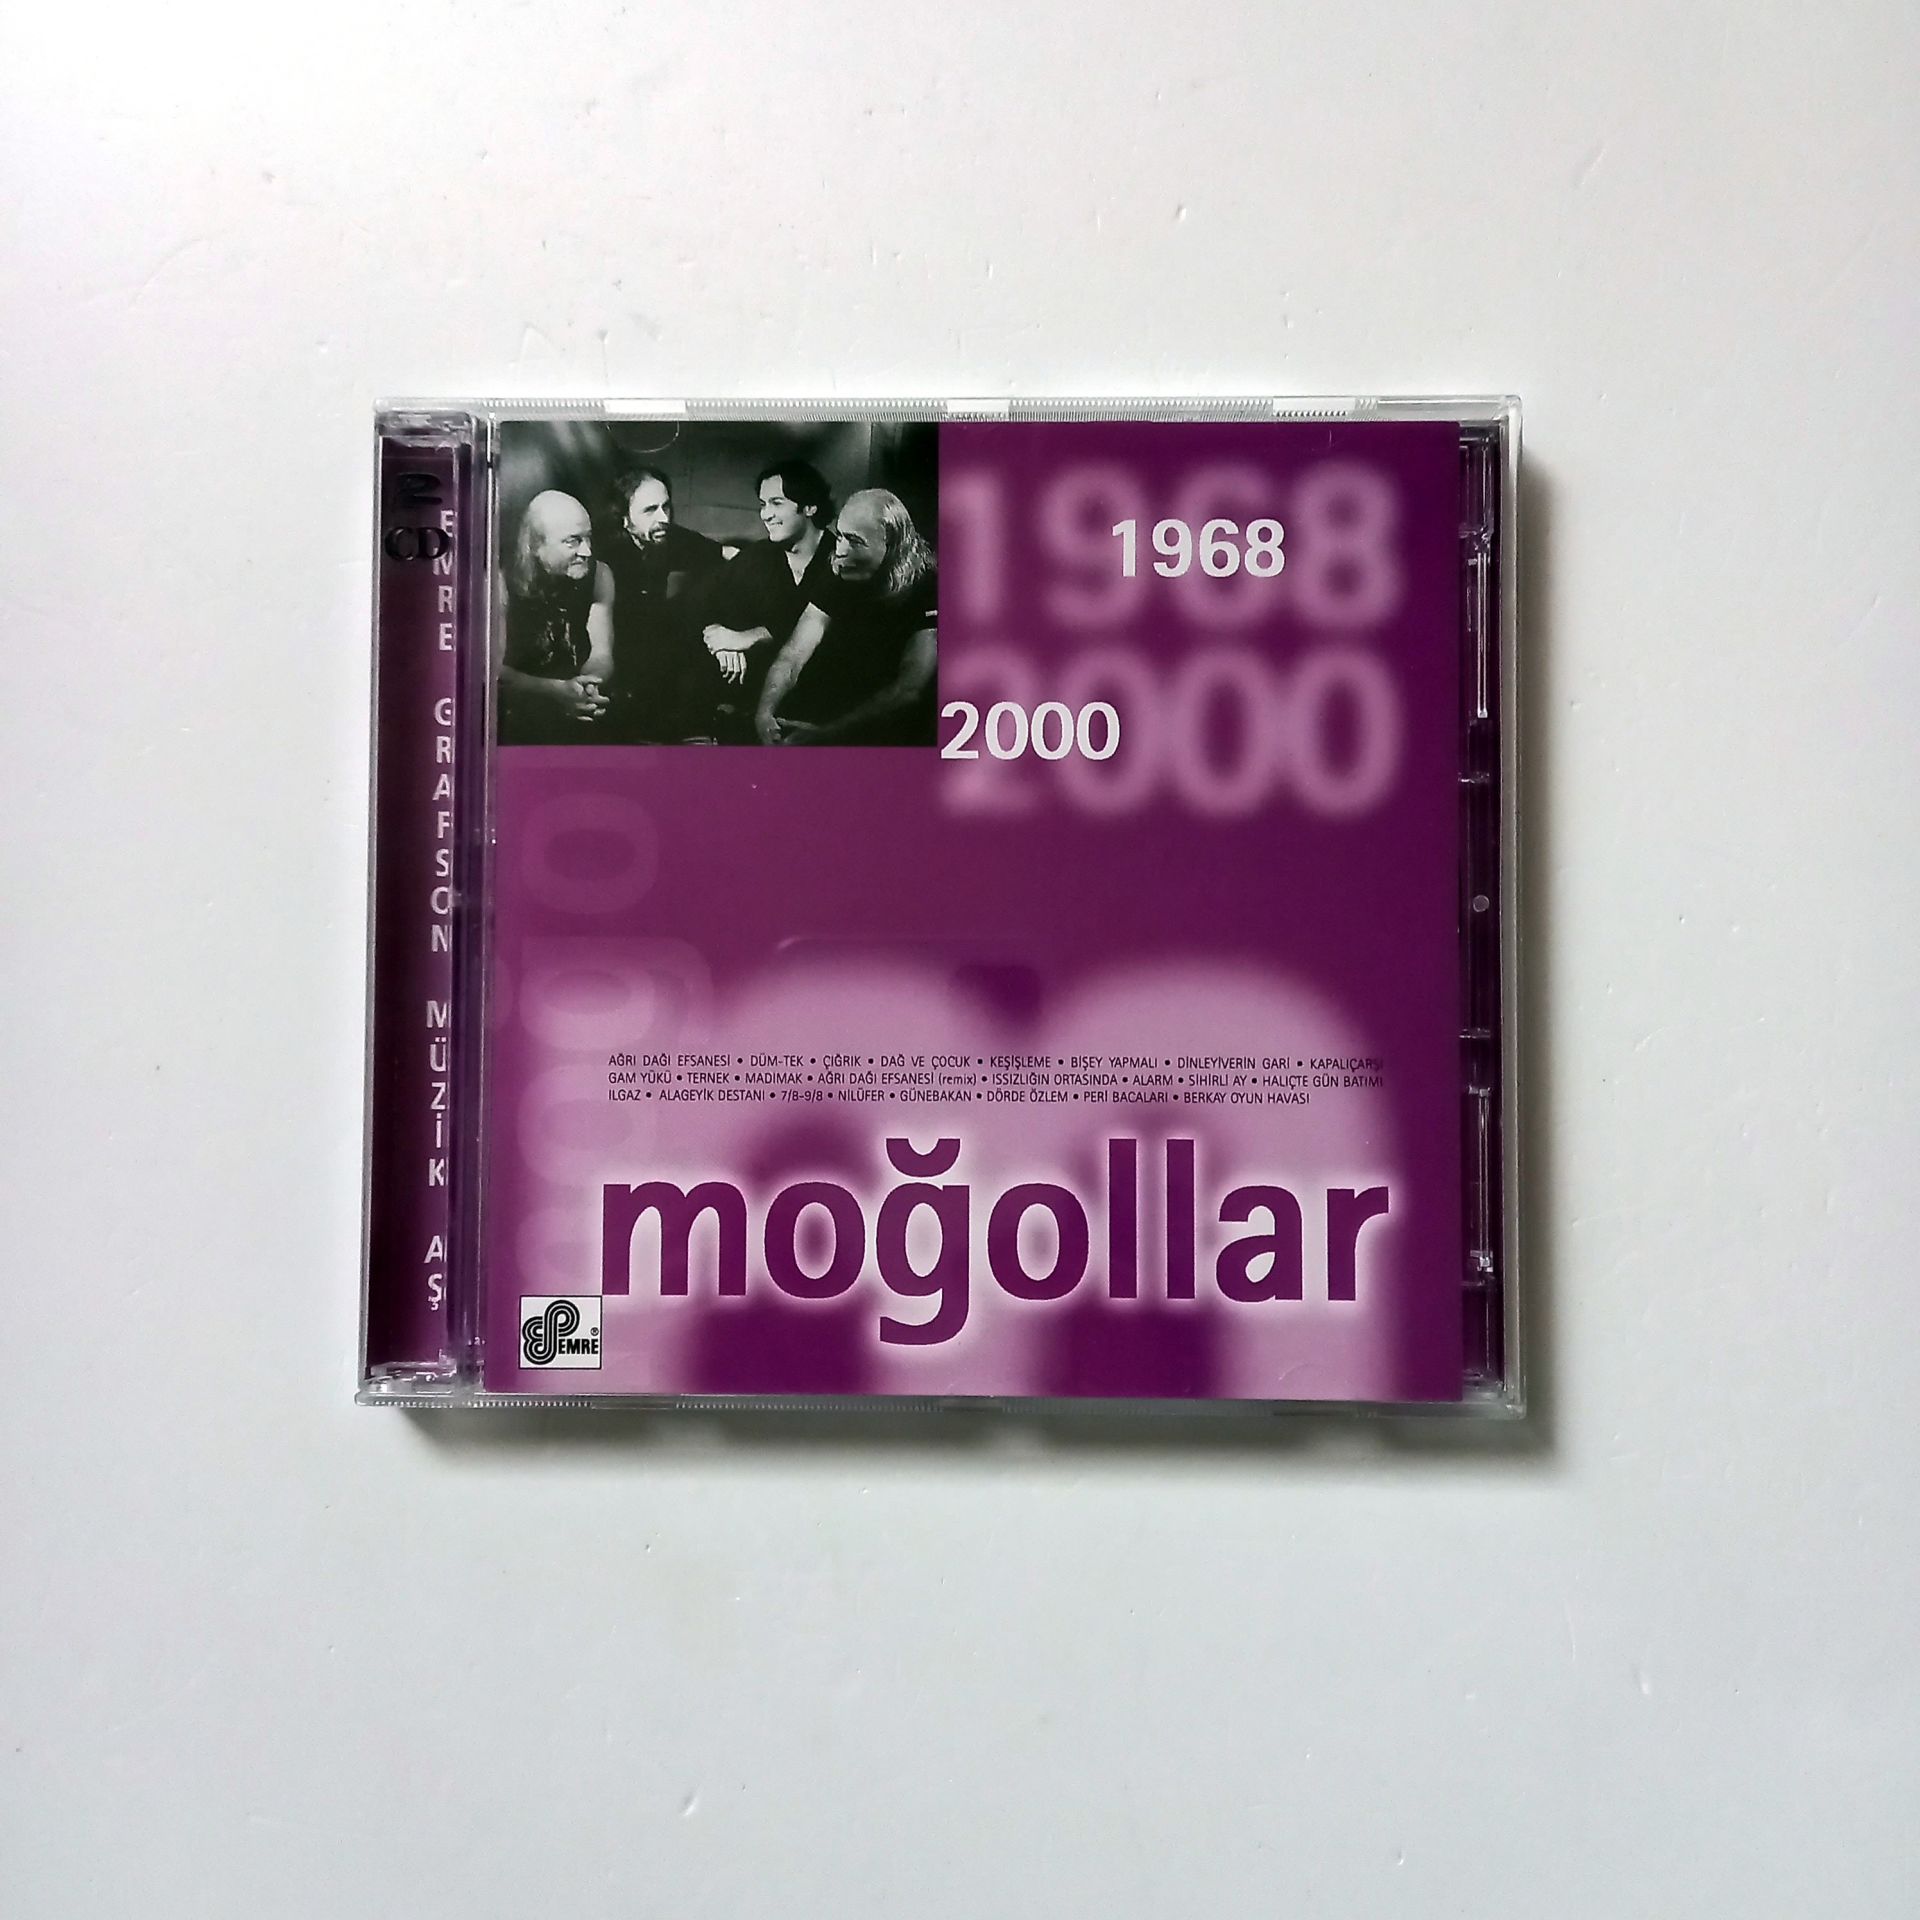 2
CD
EMRE GRAFSON MÜZİK AŞ
1968
2000
1968
2000
AĞRI DAĞI EFSANESİ • DÜM-TEK • ÇIĞRIK • DAĞ VE ÇOCUK • KEŞİŞLEME • BİŞEY YAPMALI • DİNLEYİVERİN GARİ • KAPALIÇARŞI
GAM YÜKÜ • TERNEK • MADIMAK • AĞRI DAĞI EFSANESİ (remix) • ISSIZLIĞIN ORTASINDA • ALARM • SİHİRLİ AY • HALİÇTE GÜN BATIMI
ILGAZ • ALAGEYİK DESTANI • 7/8-9/8 • NİLÜFER • GÜNEBAKAN • DÖRDE ÖZLEM • PERİ BACALARI • BERKAY OYUN HAVASI
moğollar
EMRE®